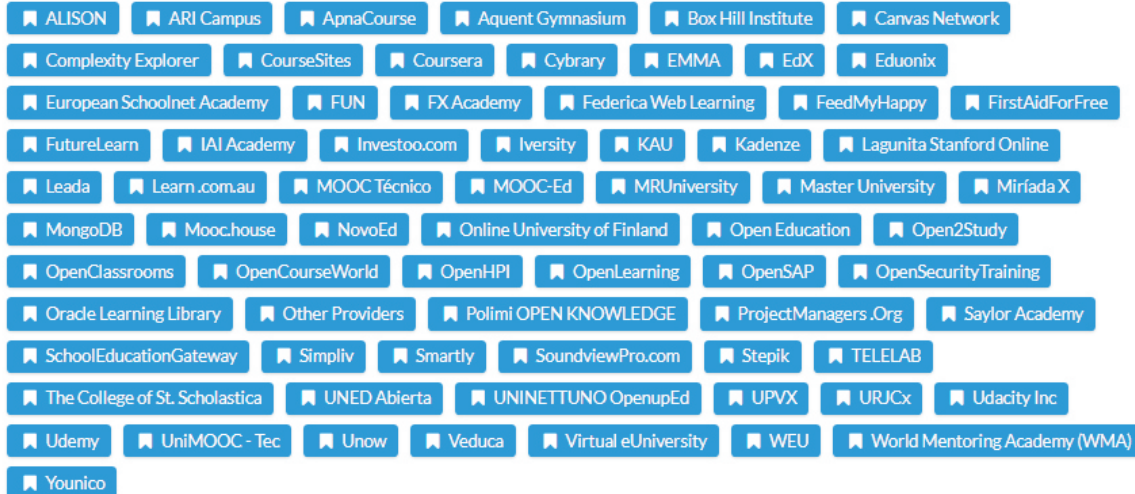 ALISON ARI Campus ApnaCourse Aquent Gymnasium Box Hill Institute Canvas Network
Complexity Explorer CourseSites Coursera Cybrary EMMA EdX Eduonix
European Schoolnet Academy FUN FX Academy Federica Web Learning FeedMyHappy FirstAidForFree
FutureLearn IAI Academy Investoo.com Iversity KAU Kadenze Lagunita Stanford Online
Leada Learn .com.au MOOC Técnico MOOC-Ed MRUniversity Master University Miríada X
MongoDB Mooc.house NovoEd Online University of Finland Open Education Open2Study
OpenClassrooms OpenCourseWorld OpenHPI OpenLearning OpenSAP OpenSecurityTraining
Oracle Learning Library Other Providers Polimi OPEN KNOWLEDGE ProjectManagers .Org Saylor Academy
SchoolEducationGateway Simpliv Smartly SoundviewPro.com Stepik TELELAB
The College of St. Scholastica UNED Abierta UNINETTUNO OpenupEd UPVX URJCx Udacity Inc
Udemy UniMOOC - Tec Unow Veduca Virtual eUniversity WEU World Mentoring Academy (WMA)
Younico